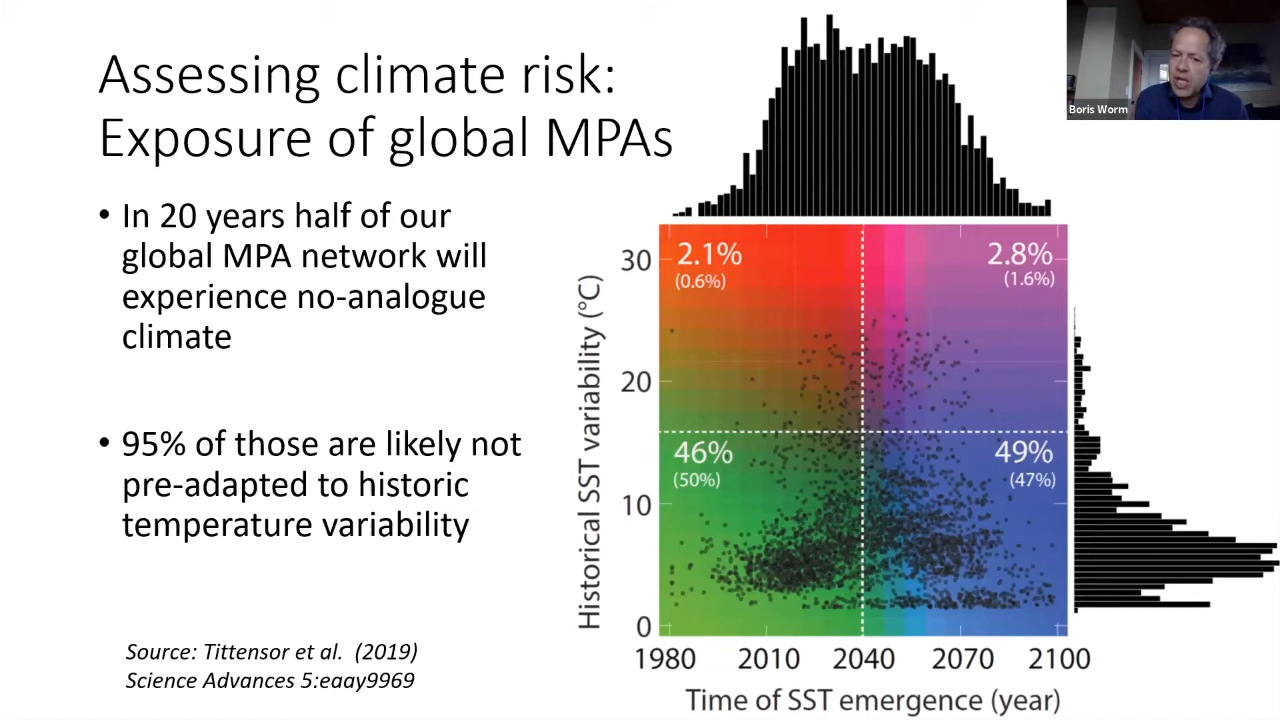 Assessing climate risk:
Exposure of global MPAs
• In 20 years half of our
global MPA network will
experience no-analogue
climate
• 95% of those are likely not
pre-adapted to historic
temperature variability
Source: Tittensor et al. (2019)
Science Advances 5:eaay9969
Boris Worm
Historical SST variability (°C)
30
20
10
0
2.1%
(0.6%)
2.8%
(1.6%)
46%
(50%)
49%
(47%)
1980 2010 2040 2070 2100
Time of SST emergence (year)